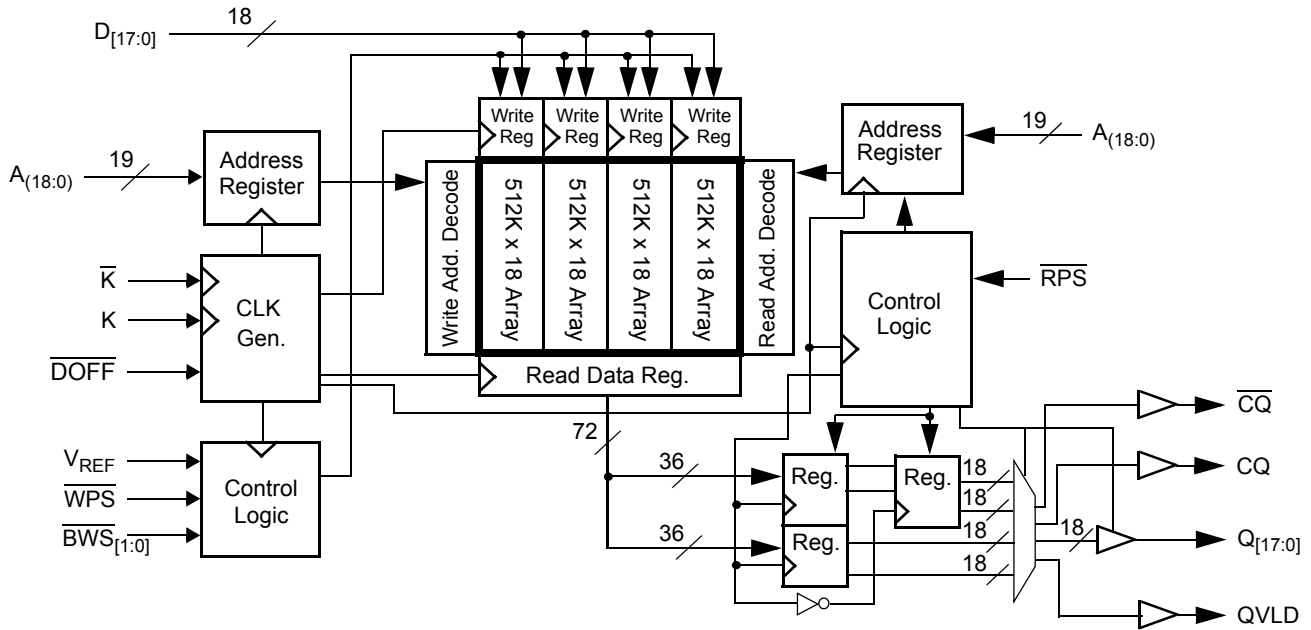 D[17:0]
18
Write Reg
Write Reg
Write Reg
Write Reg
A(18:0)
19
Address Register
Write Add. Decode
512K x 18 Array
512K x 18 Array
512K x 18 Array
512K x 18 Array
Read Add. Decode
Address Register
19
A(18:0)
K
K
DOFF
CLK Gen.
Read Data Reg.
Control Logic
RPS
VREF
WPS
BWS[1:0]
Control Logic
72
36
36
Reg.
Reg.
Reg.
18
18
18
18
18
CQ
CQ
Q[17:0]
QVLD